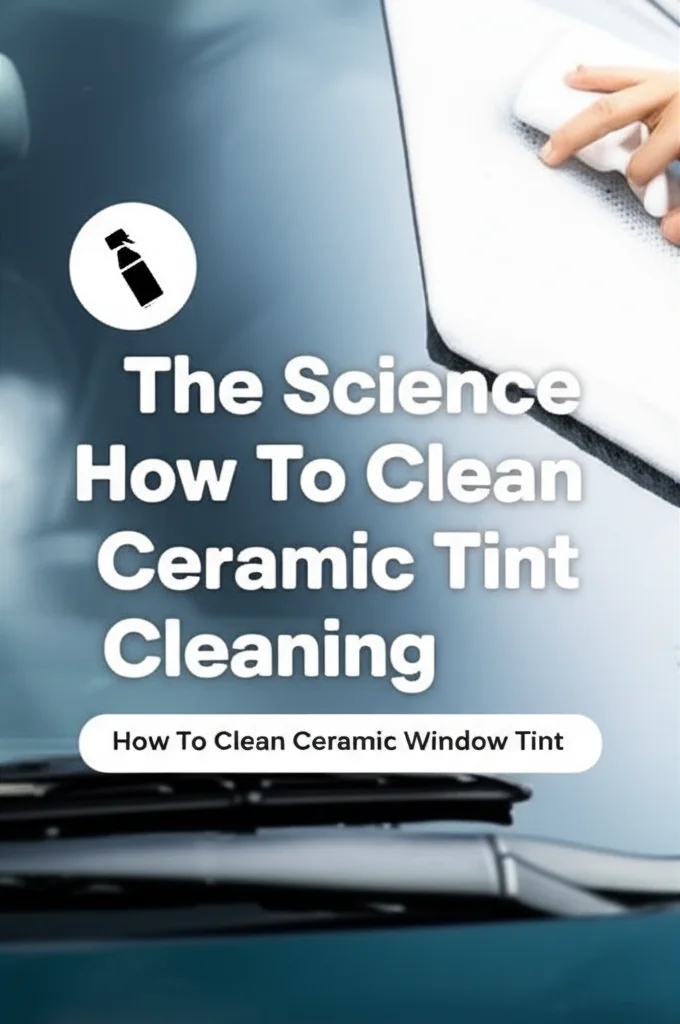 The Science
How To Clean
Ceramic Tint
Cleaning
How To Clean Ceramic Window Tint